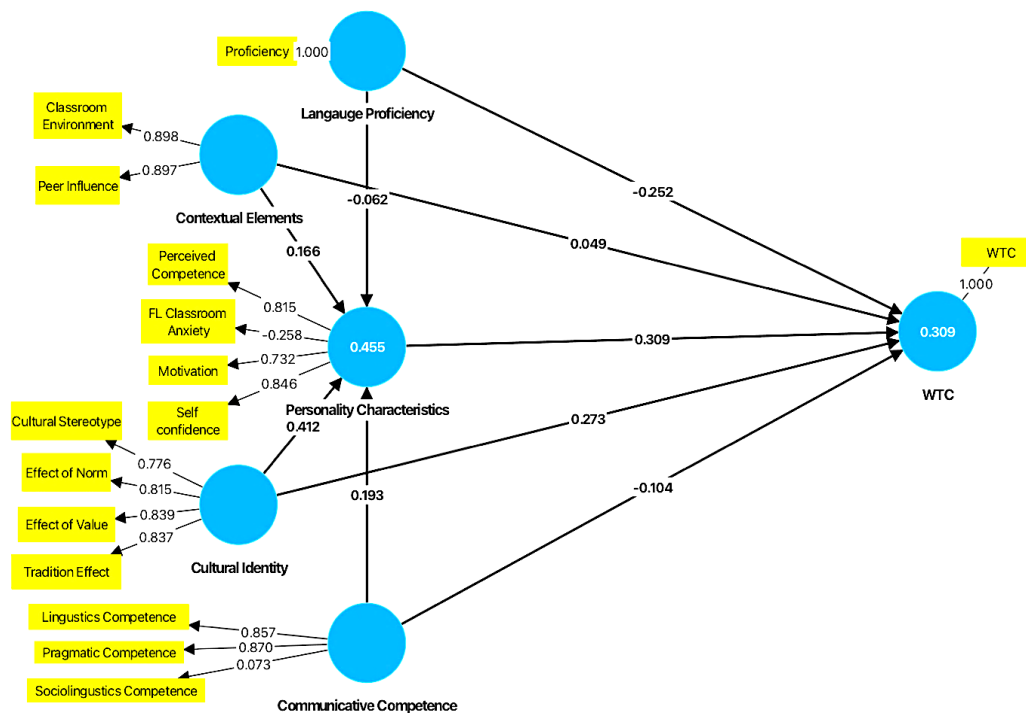 Proficiency
1.000
Langauge Proficiency
Classroom
Environment
0.898
Peer Influence
0.897
Contextual Elements
-0.062
-0.252
0.166
0.049
WTC
1.000
Perceived
Competence
0.815
FL Classroom
Anxiety
-0.258
Motivation
0.732
Self
confidence
0.846
0.455
Personality Characteristics
0.309
0.309
WTC
0.412
Cultural Stereotype
0.776
Effect of Norm
0.815
Effect of Value
0.839
Tradition Effect
0.837
Cultural Identity
0.273
0.193
-0.104
Lingustics Competence
0.857
Pragmatic Competence
0.870
Sociolingustics Competence
0.073
Communicative Competence